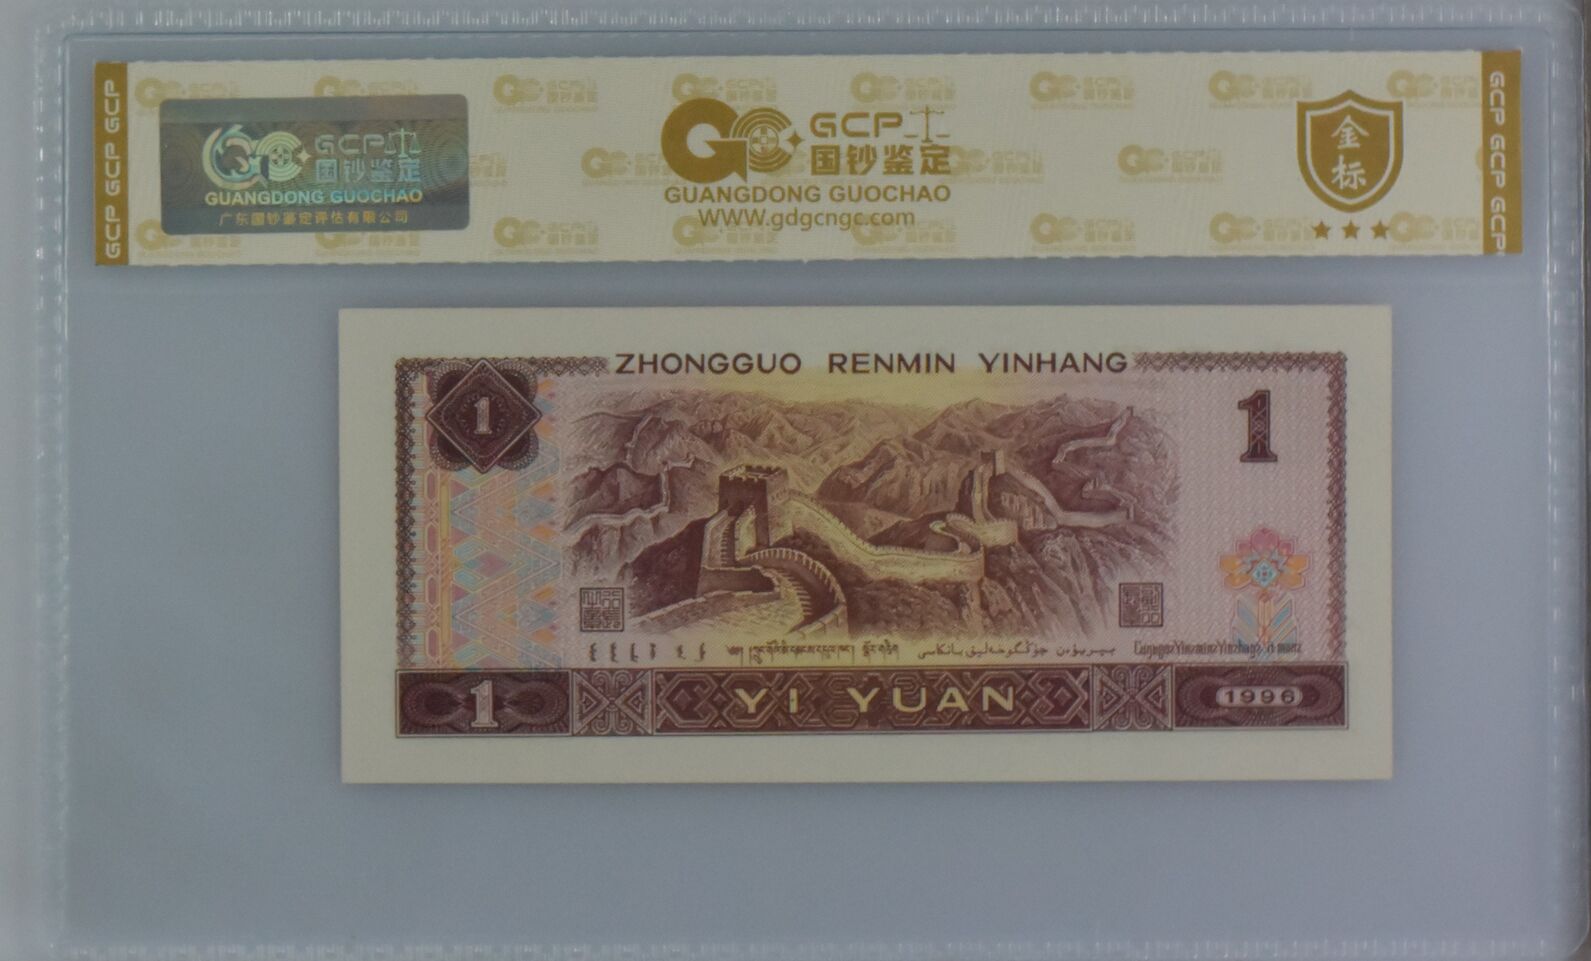 GCP GCP GCP
GCP
国钞鉴定
GUANGDONG GUOCHAO
广东国钞鉴定评估有限公司
GCP
国钞鉴定
GUANGDONG GUOCHAO
WWW.gdgcngc.com
金标
GCP GCP GCP
ZHONGGUO RENMIN YINHANG
1
1
1
YI YUAN
1996